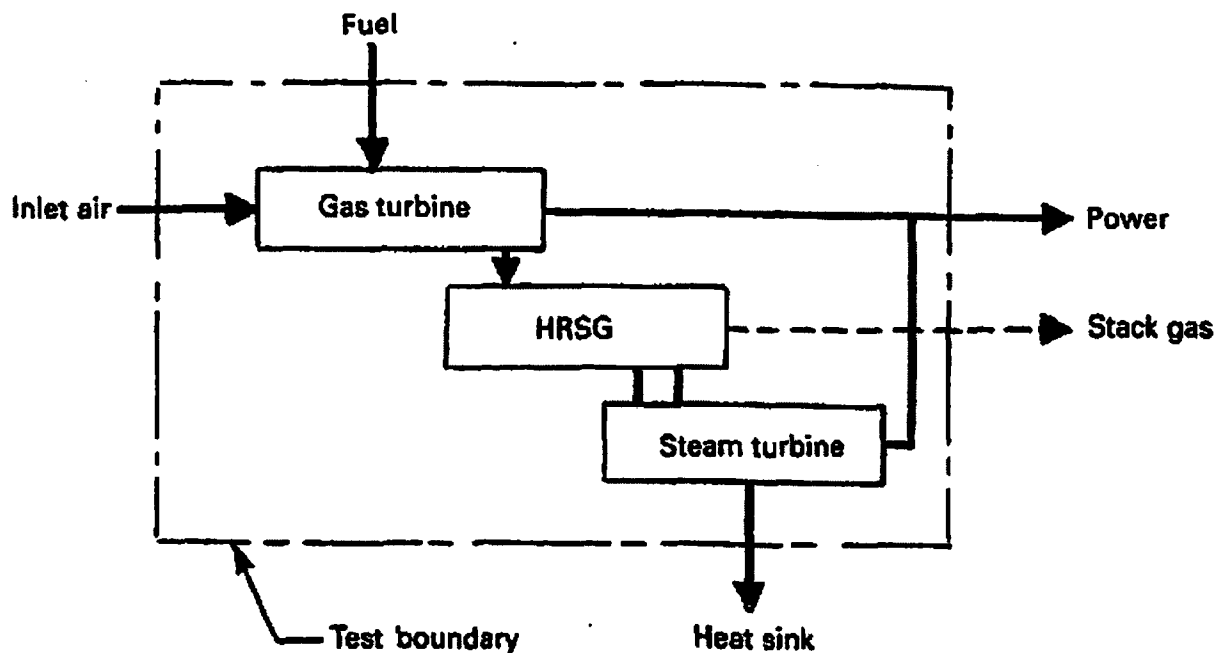 Fuel
Inlet air
Gas turbine
Power
HRSG
Stack gas
Steam turbine
Test boundary
Heat sink